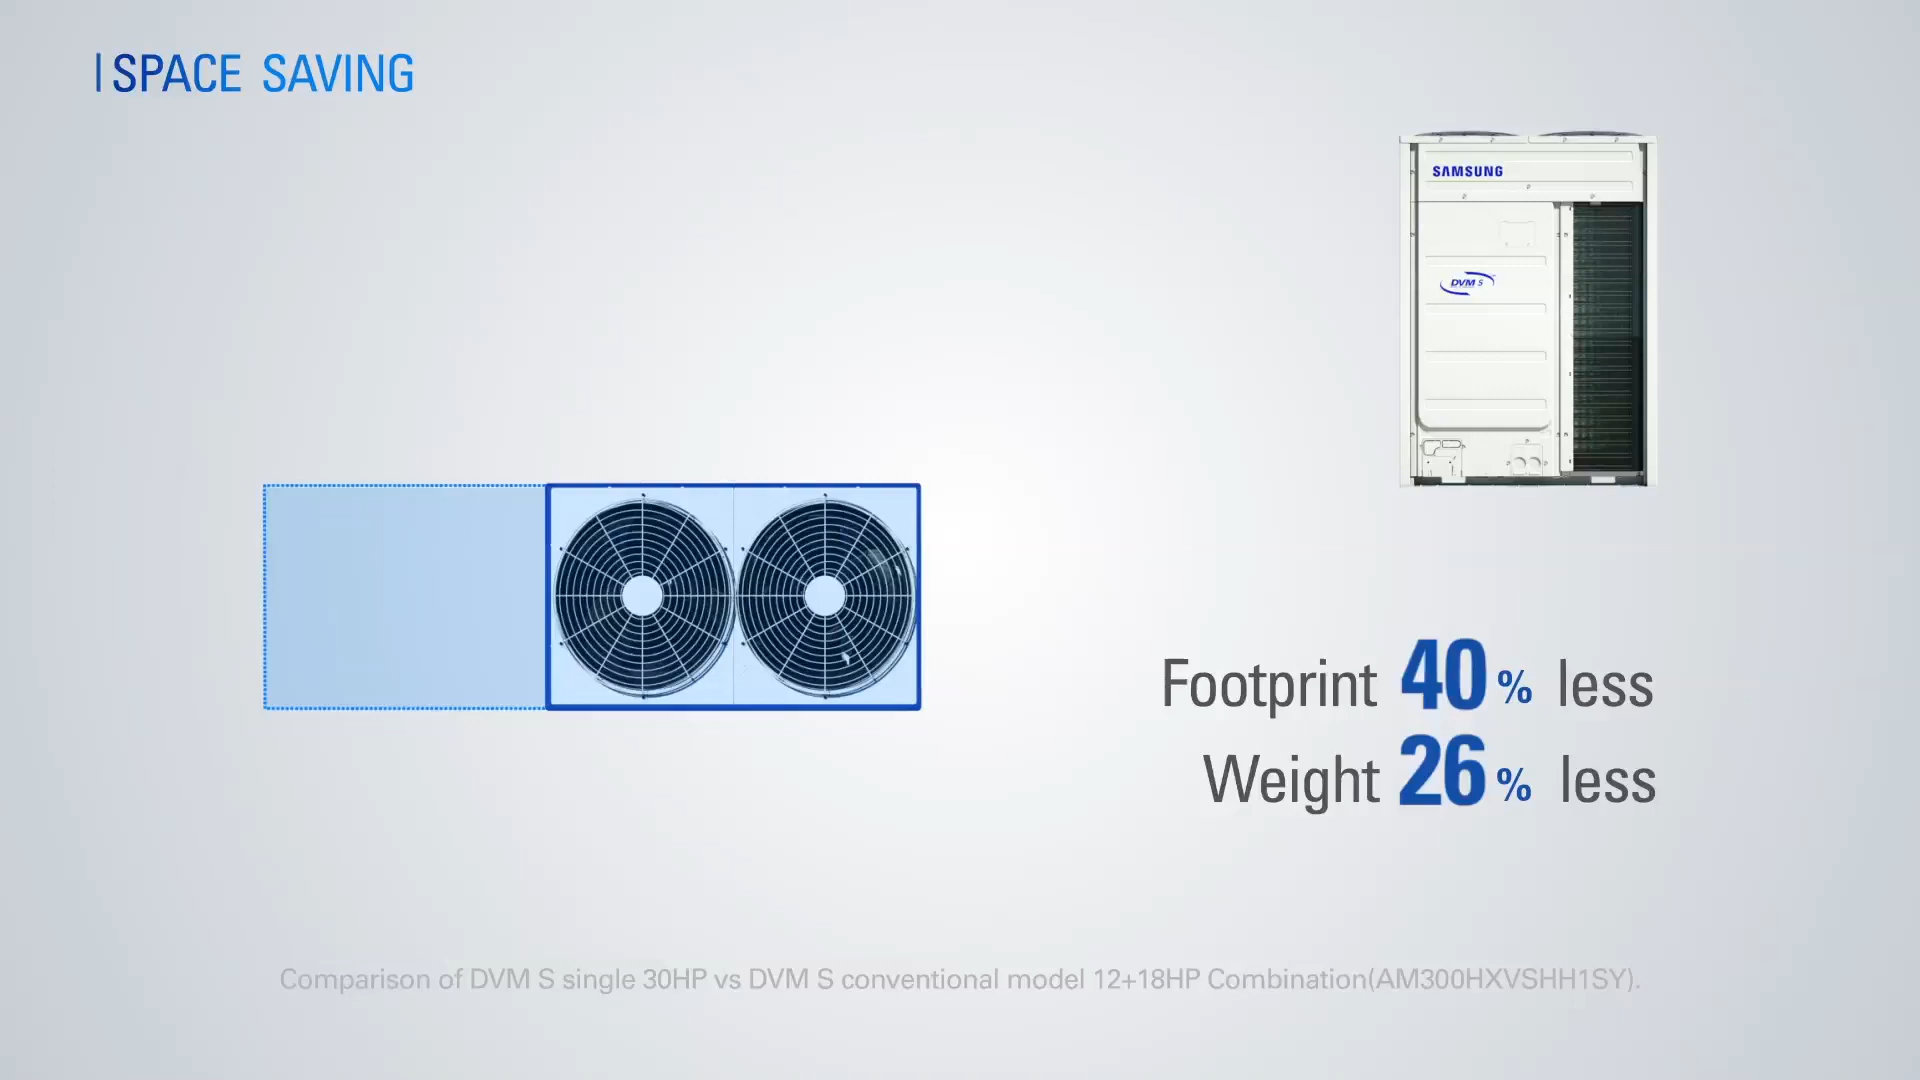 SPACE SAVING
SAMSUNG
DVM S
Footprint 40% less
Weight 26% less
Comparison of DVM S single 30HP vs DVM S conventional model 12+18HP Combination(AM300HXVSHH1SY).